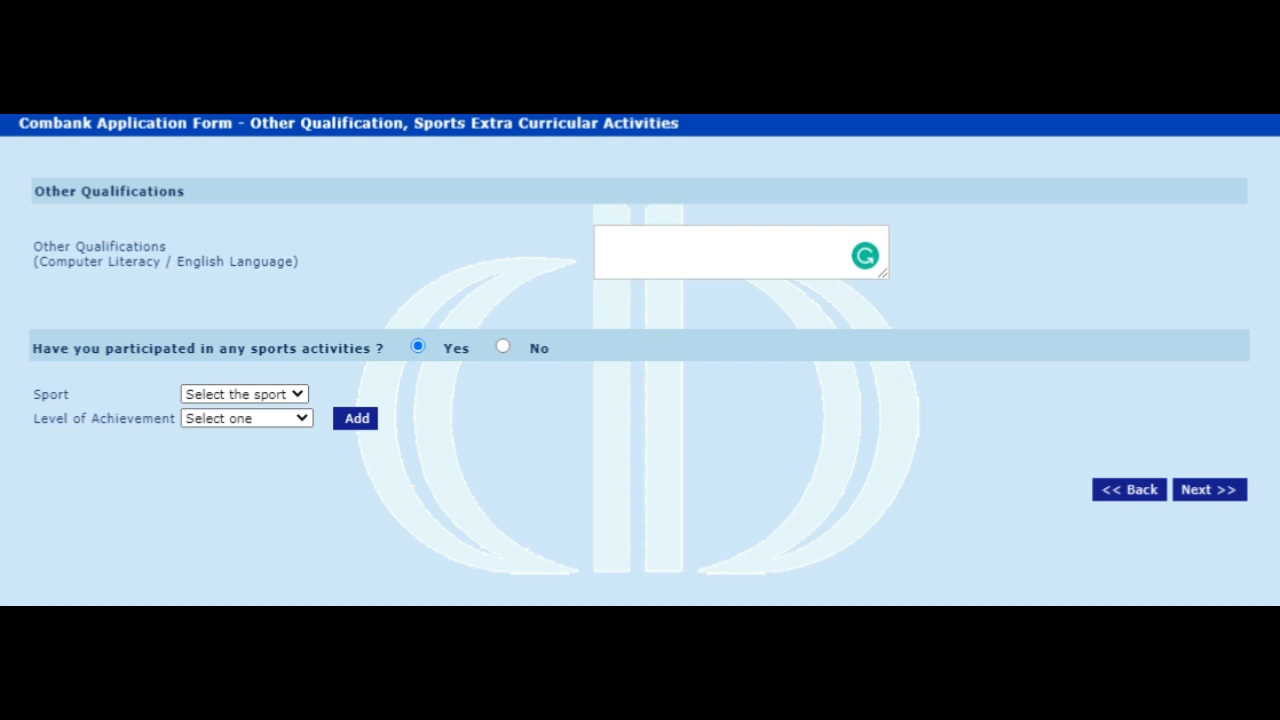 Combank Application Form - Other Qualification, Sports Extra Curricular Activities
Other Qualifications
Other Qualifications
(Computer Literacy / English Language)
Have you participated in any sports activities ? Yes No
Sport Select the sport
Level of Achievement Select one Add
<< Back Next >>